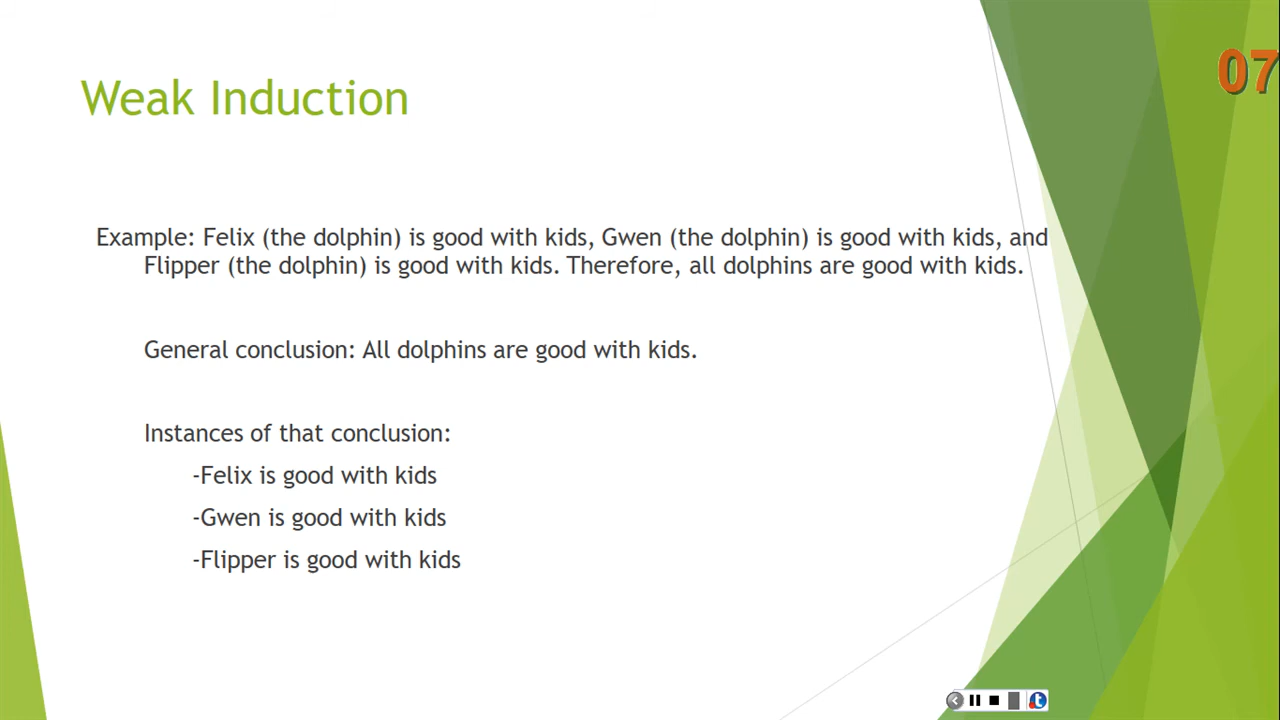 Weak Induction
07
Example: Felix (the dolphin) is good with kids, Gwen (the dolphin) is good with kids, and
Flipper (the dolphin) is good with kids. Therefore, all dolphins are good with kids.
General conclusion: All dolphins are good with kids.
Instances of that conclusion:
-Felix is good with kids
-Gwen is good with kids
-Flipper is good with kids
t